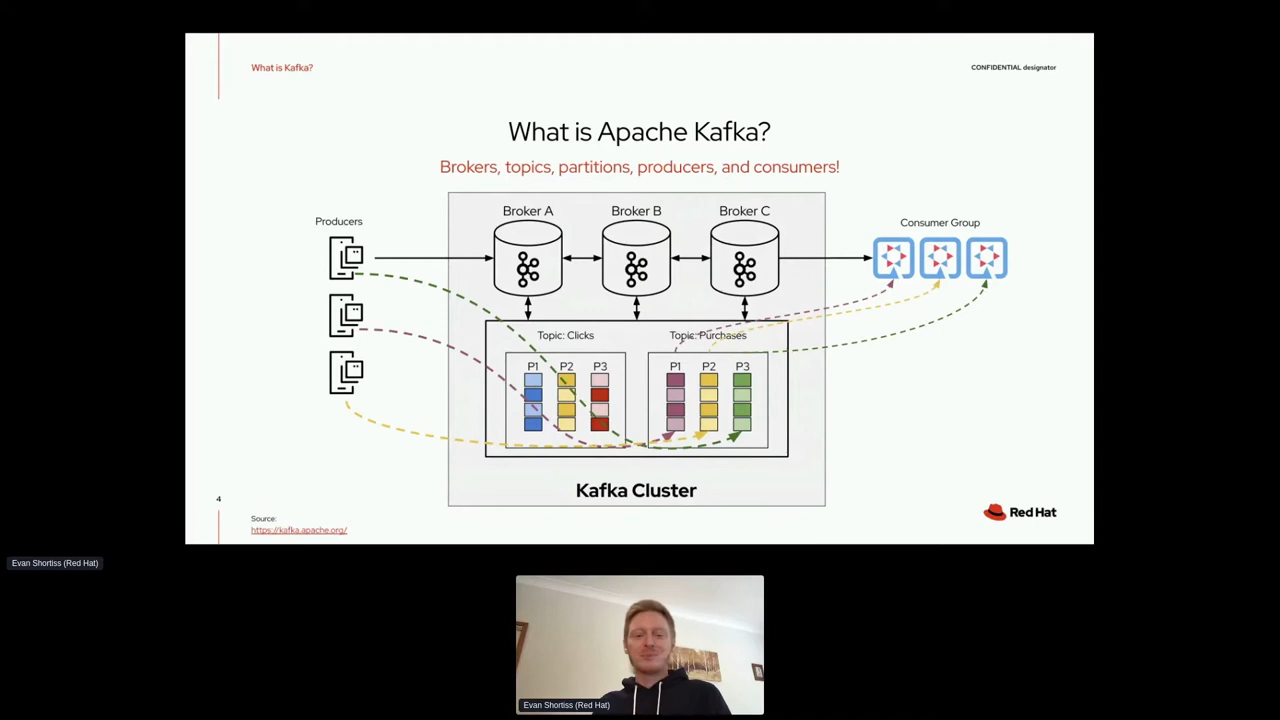 What is Kafka?
CONFIDENTIAL designator
What is Apache Kafka?
Brokers, topics, partitions, producers, and consumers!
Producers
Broker A
Broker B
Broker C
Consumer Group
Topic: Clicks
Topic: Purchases
P1
P2
P3
P1
P2
P3
Kafka Cluster
4
Source:
https://kafka.apache.org/
Red Hat
Evan Shortiss (Red Hat)
Evan Shortiss (Red Hat)